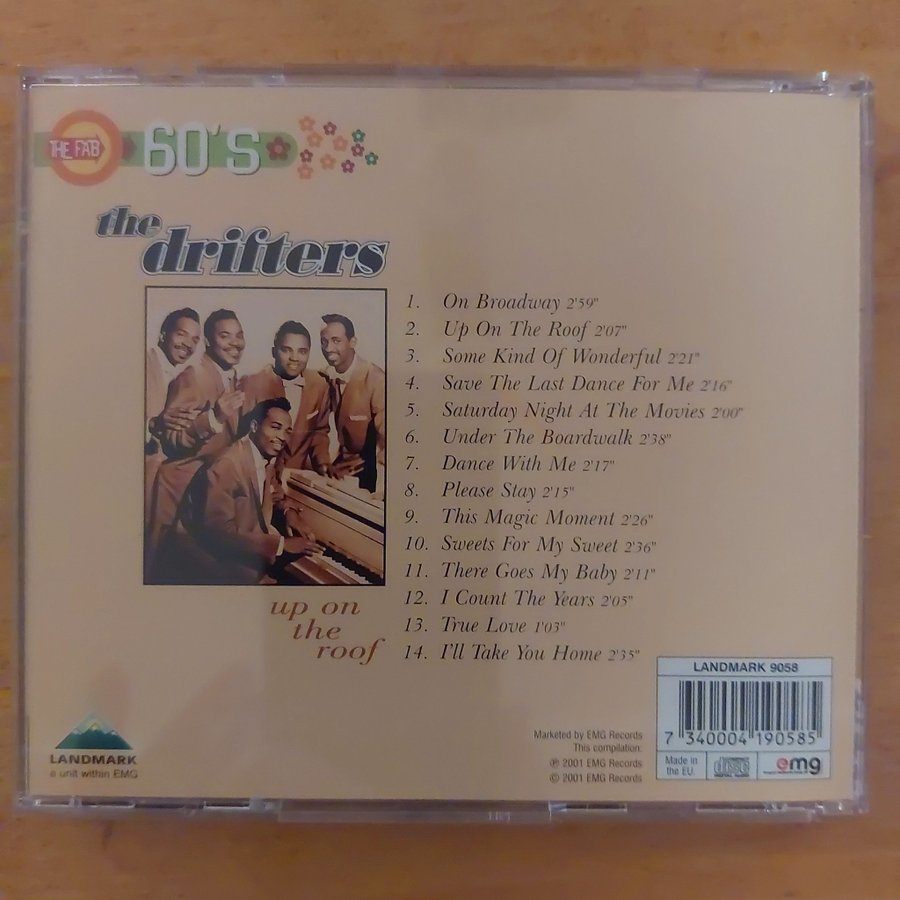 THE FAB 60's
the
drifters
1. On Broadway 2'59"
2. Up On The Roof 2'07"
3. Some Kind Of Wonderful 2'21"
4. Save The Last Dance For Me 2'16"
5. Saturday Night At The Movies 2'00"
6. Under The Boardwalk 2'38"
7. Dance With Me 2'17"
8. Please Stay 2'15"
9. This Magic Moment 2'26"
10. Sweets For My Sweet 2'36"
11. There Goes My Baby 2'11"
12. I Count The Years 2'05"
13. True Love 1'03"
14. I'll Take You Home 2'35"
up on
the
roof
LANDMARK
a unit within EMG
Marketed by EMG Records
This compilation:
℗ 2001 EMG Records
© 2001 EMG Records
LANDMARK 9058
7 340004 190585
Made in
the EU
disc
DIGITAL AUDIO
emg